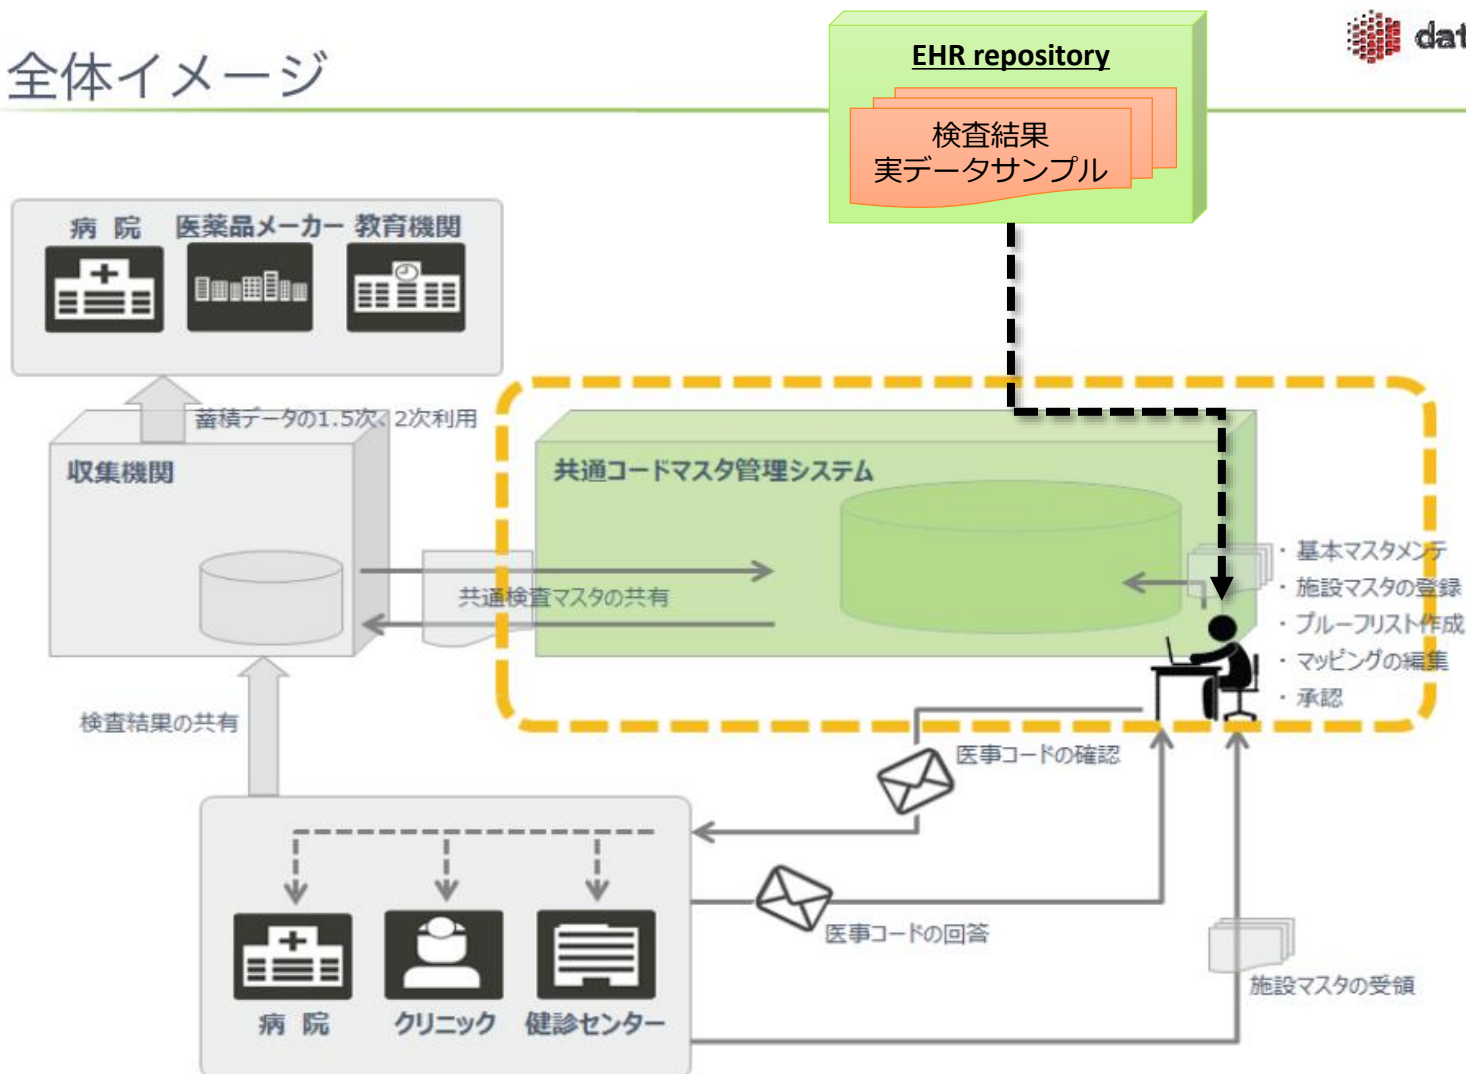 全体イメージ
EHR repository
検査結果
実データサンプル
dat
病 院
医薬品メーカー
教育機関
蓄積データの1.5次、2次利用
収集機関
共通コードマスタ管理システム
共通検査マスタの共有
・ 基本マスタメンテ
・ 施設マスタの登録
・ プルーフリスト作成
・ マッピングの編集
・ 承認
検査結果の共有
医事コードの確認
医事コードの回答
施設マスタの受領
病 院
クリニック
健診センター